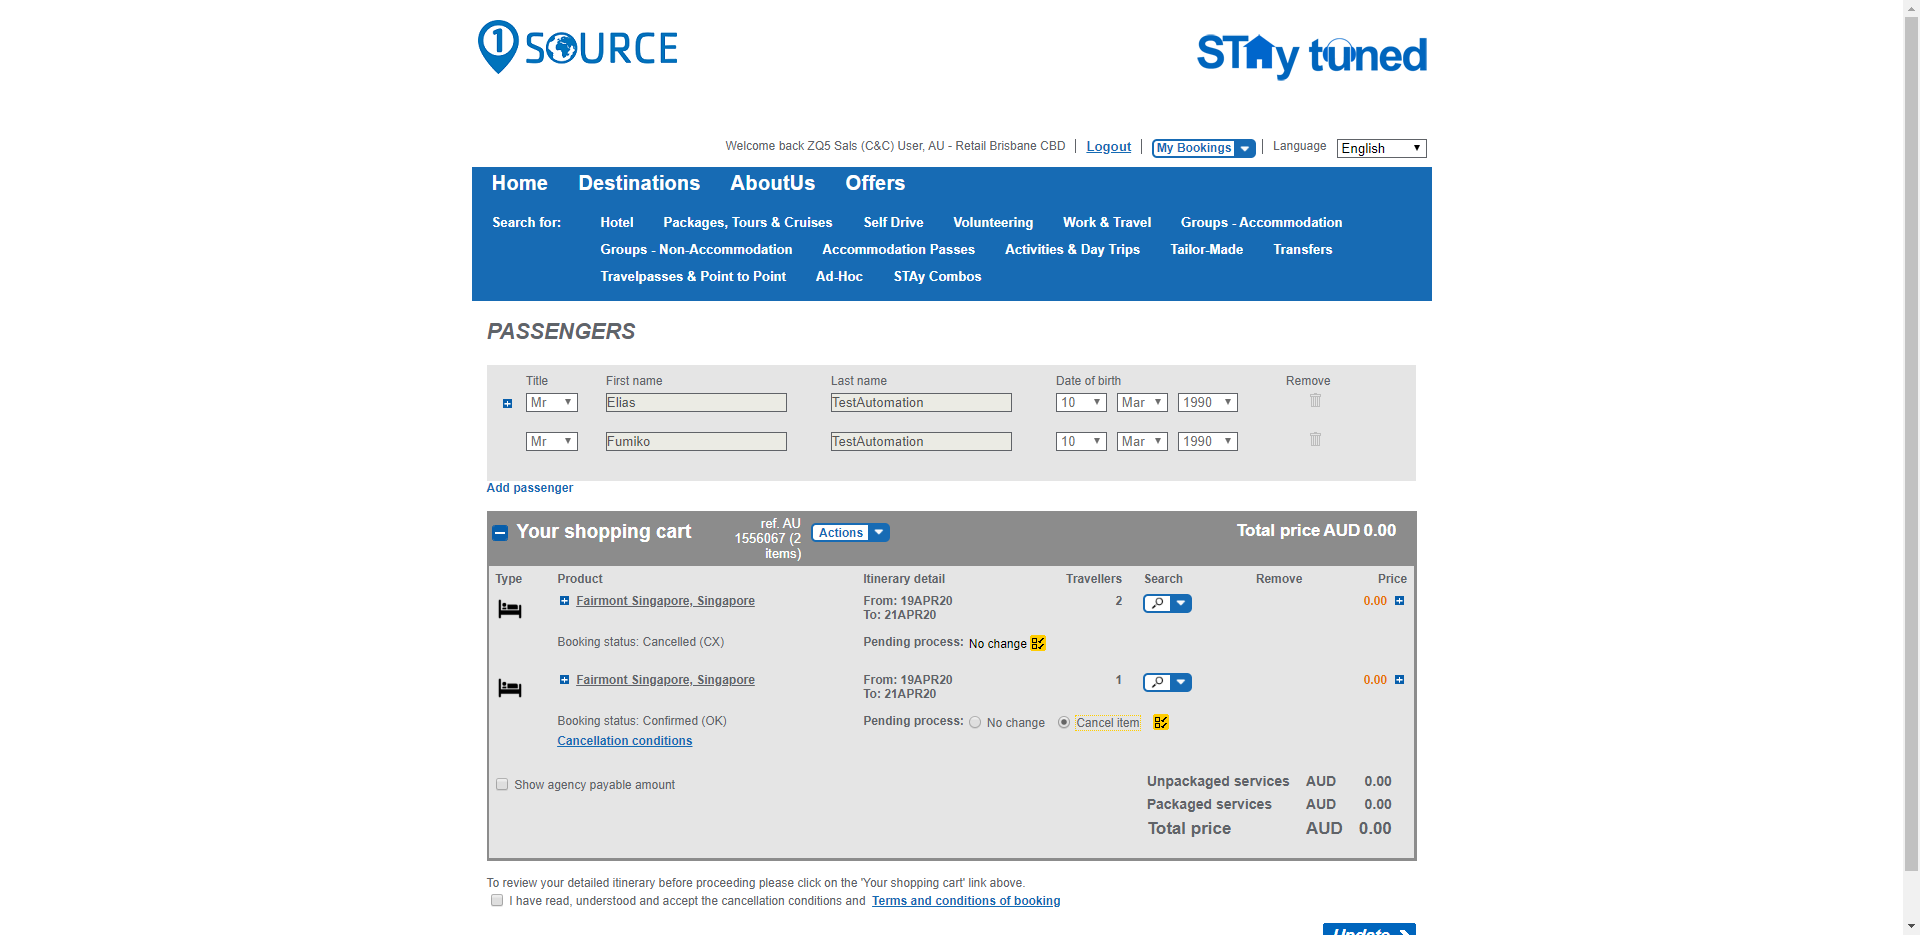 1 SOURCE
STAy tuned
Welcome back ZQ5 Sals (C&C) User, AU - Retail Brisbane CBD | Logout | My Bookings | Language English
Home Destinations AboutUs Offers
Search for: Hotel Packages, Tours & Cruises Self Drive Volunteering Work & Travel Groups - Accommodation
Groups - Non-Accommodation Accommodation Passes Activities & Day Trips Tailor-Made Transfers
Travelpasses & Point to Point Ad-Hoc STAy Combos
PASSENGERS
Title First name Last name Date of birth Remove
Mr Elias TestAutomation 10 Mar 1990
Mr Fumiko TestAutomation 10 Mar 1990
Add passenger
Your shopping cart
ref. AU
1556067 (2
items)
Actions
Total price AUD 0.00
Type Product Itinerary detail Travellers Search Remove Price
Fairmont Singapore, Singapore From: 19APR20 2 0.00
To: 21APR20
Booking status: Cancelled (CX) Pending process: No change
Fairmont Singapore, Singapore From: 19APR20 1 0.00
To: 21APR20
Booking status: Confirmed (OK) Pending process: No change Cancel item
Cancellation conditions
Show agency payable amount
Unpackaged services AUD 0.00
Packaged services AUD 0.00
Total price AUD 0.00
To review your detailed itinerary before proceeding please click on the 'Your shopping cart' link above.
I have read, understood and accept the cancellation conditions and Terms and conditions of booking
Update